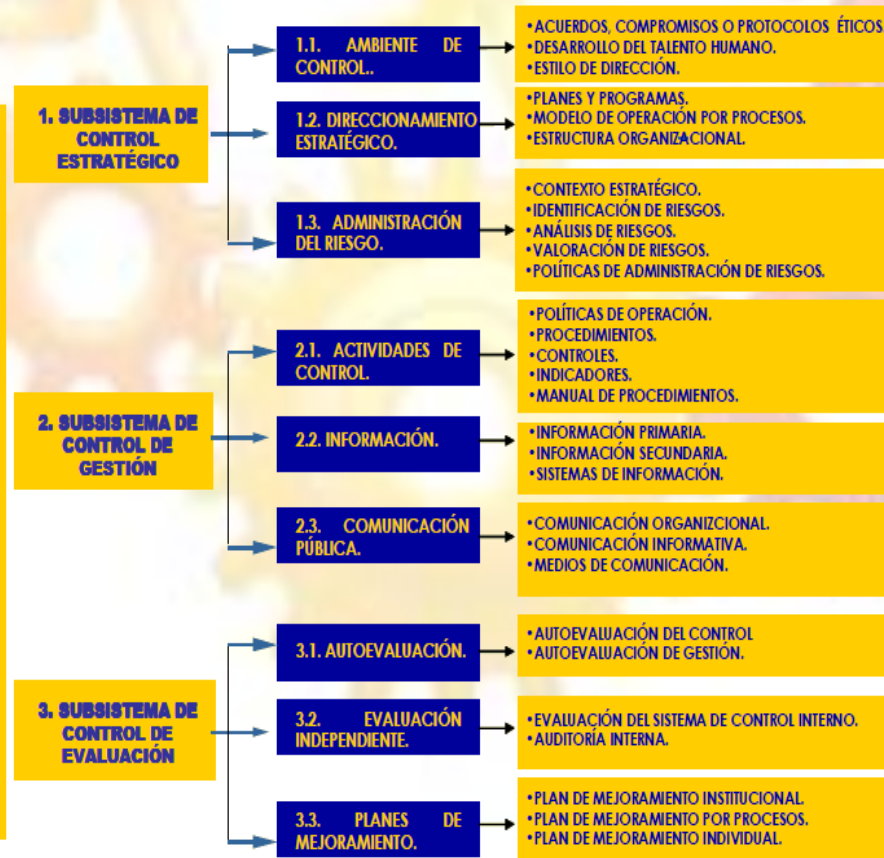 1. SUBSISTEMA DE
CONTROL
ESTRATÉGICO
1.1. AMBIENTE DE
CONTROL..
•ACUERDOS, COMPROMISOS O PROTOCOLOS ÉTICOS.
•DESARROLLO DEL TALENTO HUMANO.
•ESTILO DE DIRECCIÓN.
1.2. DIRECCIONAMIENTO
ESTRATÉGICO.
•PLANES Y PROGRAMAS.
•MODELO DE OPERACIÓN POR PROCESOS.
•ESTRUCTURA ORGANIZACIONAL.
1.3. ADMINISTRACIÓN
DEL RIESGO.
•CONTEXTO ESTRATÉGICO.
•IDENTIFICACIÓN DE RIESGOS.
•ANÁLISIS DE RIESGOS.
•VALORACIÓN DE RIESGOS.
•POLÍTICAS DE ADMINISTRACIÓN DE RIESGOS.
2. SUBSISTEMA DE
CONTROL DE
GESTIÓN
2.1. ACTIVIDADES DE
CONTROL.
•POLÍTICAS DE OPERACIÓN.
•PROCEDIMIENTOS.
•CONTROLES.
•INDICADORES.
•MANUAL DE PROCEDIMIENTOS.
2.2. INFORMACIÓN.
•INFORMACIÓN PRIMARIA.
•INFORMACIÓN SECUNDARIA.
•SISTEMAS DE INFORMACIÓN.
2.3. COMUNICACIÓN
PÚBLICA.
•COMUNICACIÓN ORGANIZCIONAL.
•COMUNICACIÓN INFORMATIVA.
•MEDIOS DE COMUNICACIÓN.
3. SUBSISTEMA DE
CONTROL DE
EVALUACIÓN
3.1. AUTOEVALUACIÓN.
•AUTOEVALUACIÓN DEL CONTROL
•AUTOEVALUACIÓN DE GESTIÓN.
3.2. EVALUACIÓN
INDEPENDIENTE.
•EVALUACIÓN DEL SISTEMA DE CONTROL INTERNO.
•AUDITORÍA INTERNA.
3.3. PLANES DE
MEJORAMIENTO.
•PLAN DE MEJORAMIENTO INSTITUCIONAL.
•PLAN DE MEJORAMIENTO POR PROCESOS.
•PLAN DE MEJORAMIENTO INDIVIDUAL.